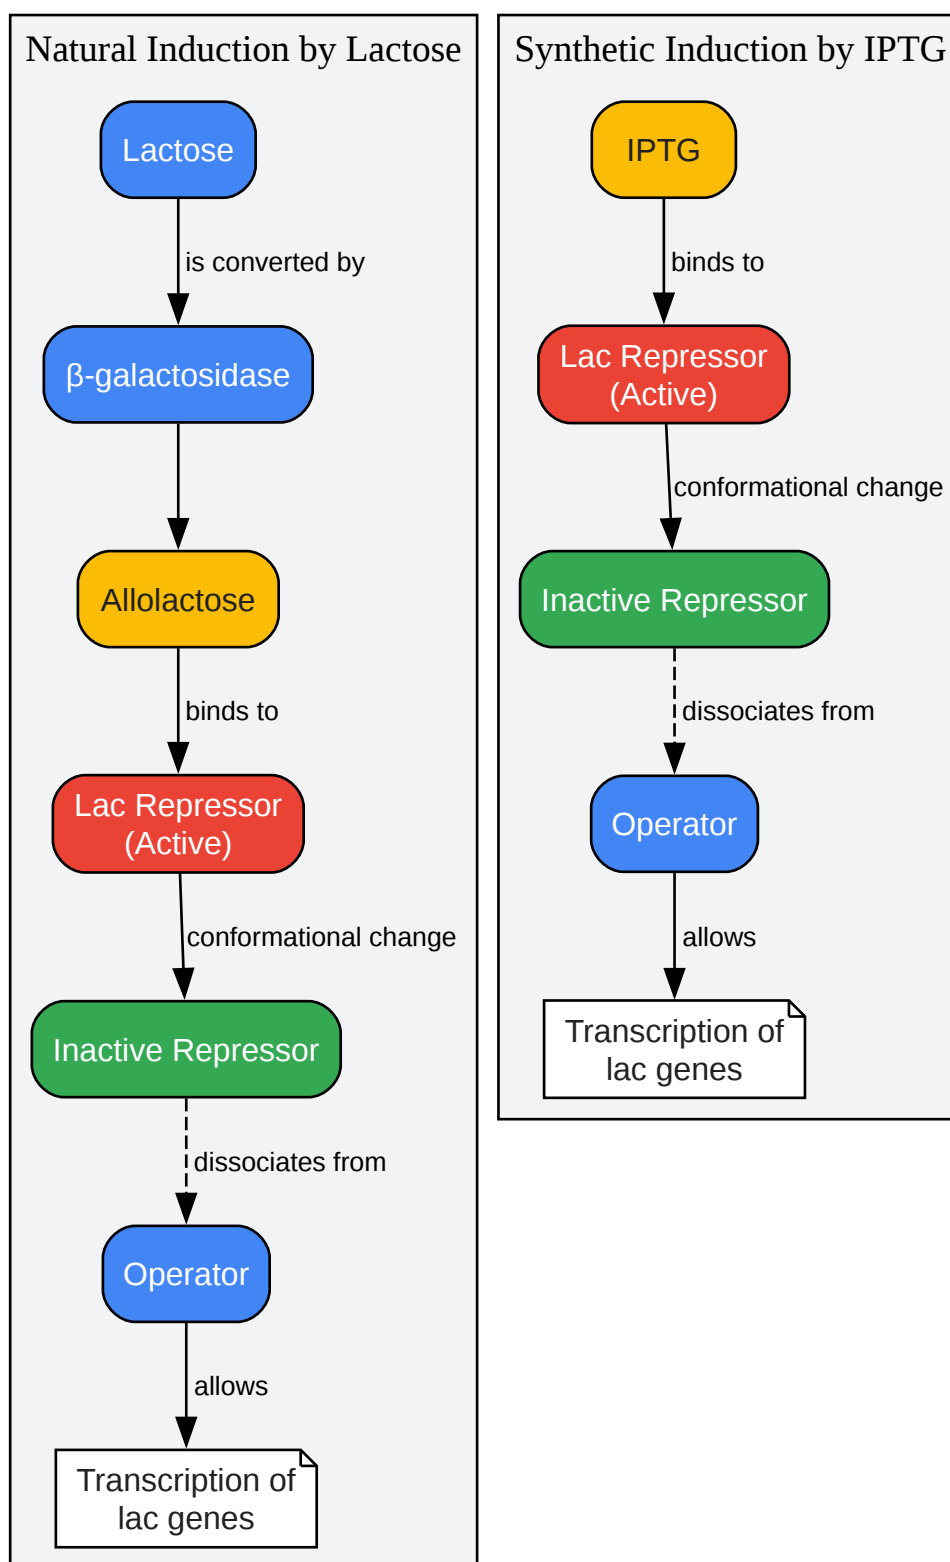 Natural Induction by Lactose
Lactose
is converted by
β-galactosidase
Allolactose
binds to
Lac Repressor
(Active)
conformational change
Inactive Repressor
dissociates from
Operator
allows
Transcription of
lac genes
Synthetic Induction by IPTG
IPTG
binds to
Lac Repressor
(Active)
conformational change
Inactive Repressor
dissociates from
Operator
allows
Transcription of
lac genes